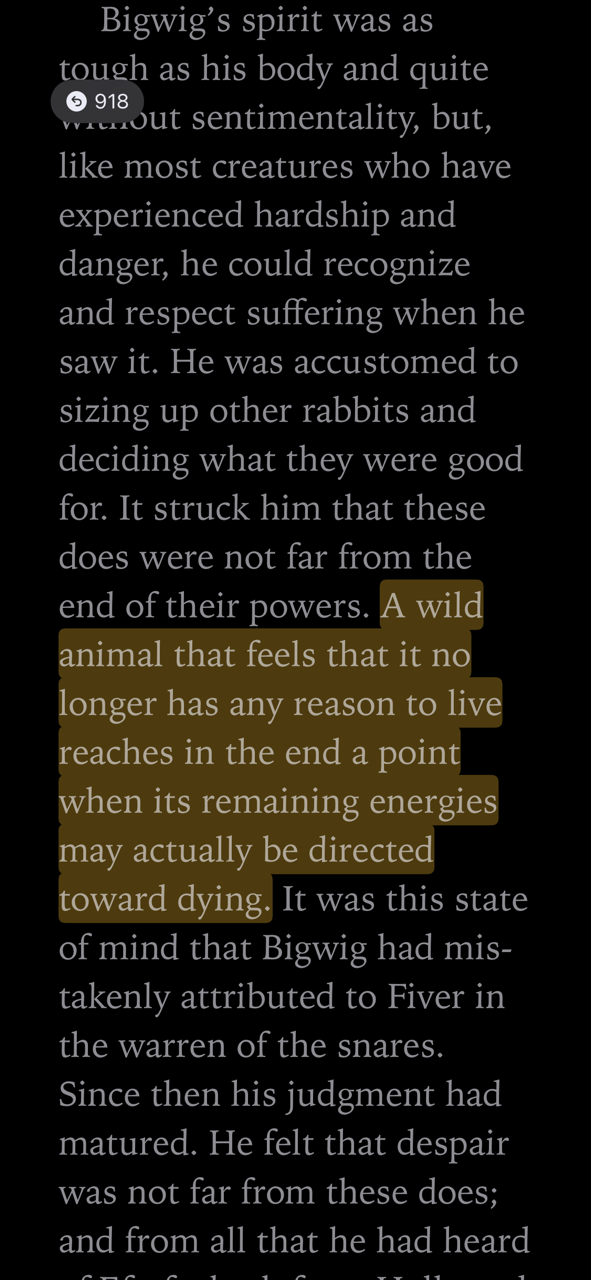 Bigwig’s spirit was as
tough as his body and quite
918
without sentimentality, but,
like most creatures who have
experienced hardship and
danger, he could recognize
and respect suffering when he
saw it. He was accustomed to
sizing up other rabbits and
deciding what they were good
for. It struck him that these
does were not far from the
end of their powers. A wild
animal that feels that it no
longer has any reason to live
reaches in the end a point
when its remaining energies
may actually be directed
toward dying. It was this state
of mind that Bigwig had mis-
takenly attributed to Fiver in
the warren of the snares.
Since then his judgment had
matured. He felt that despair
was not far from these does;
and from all that he had heard